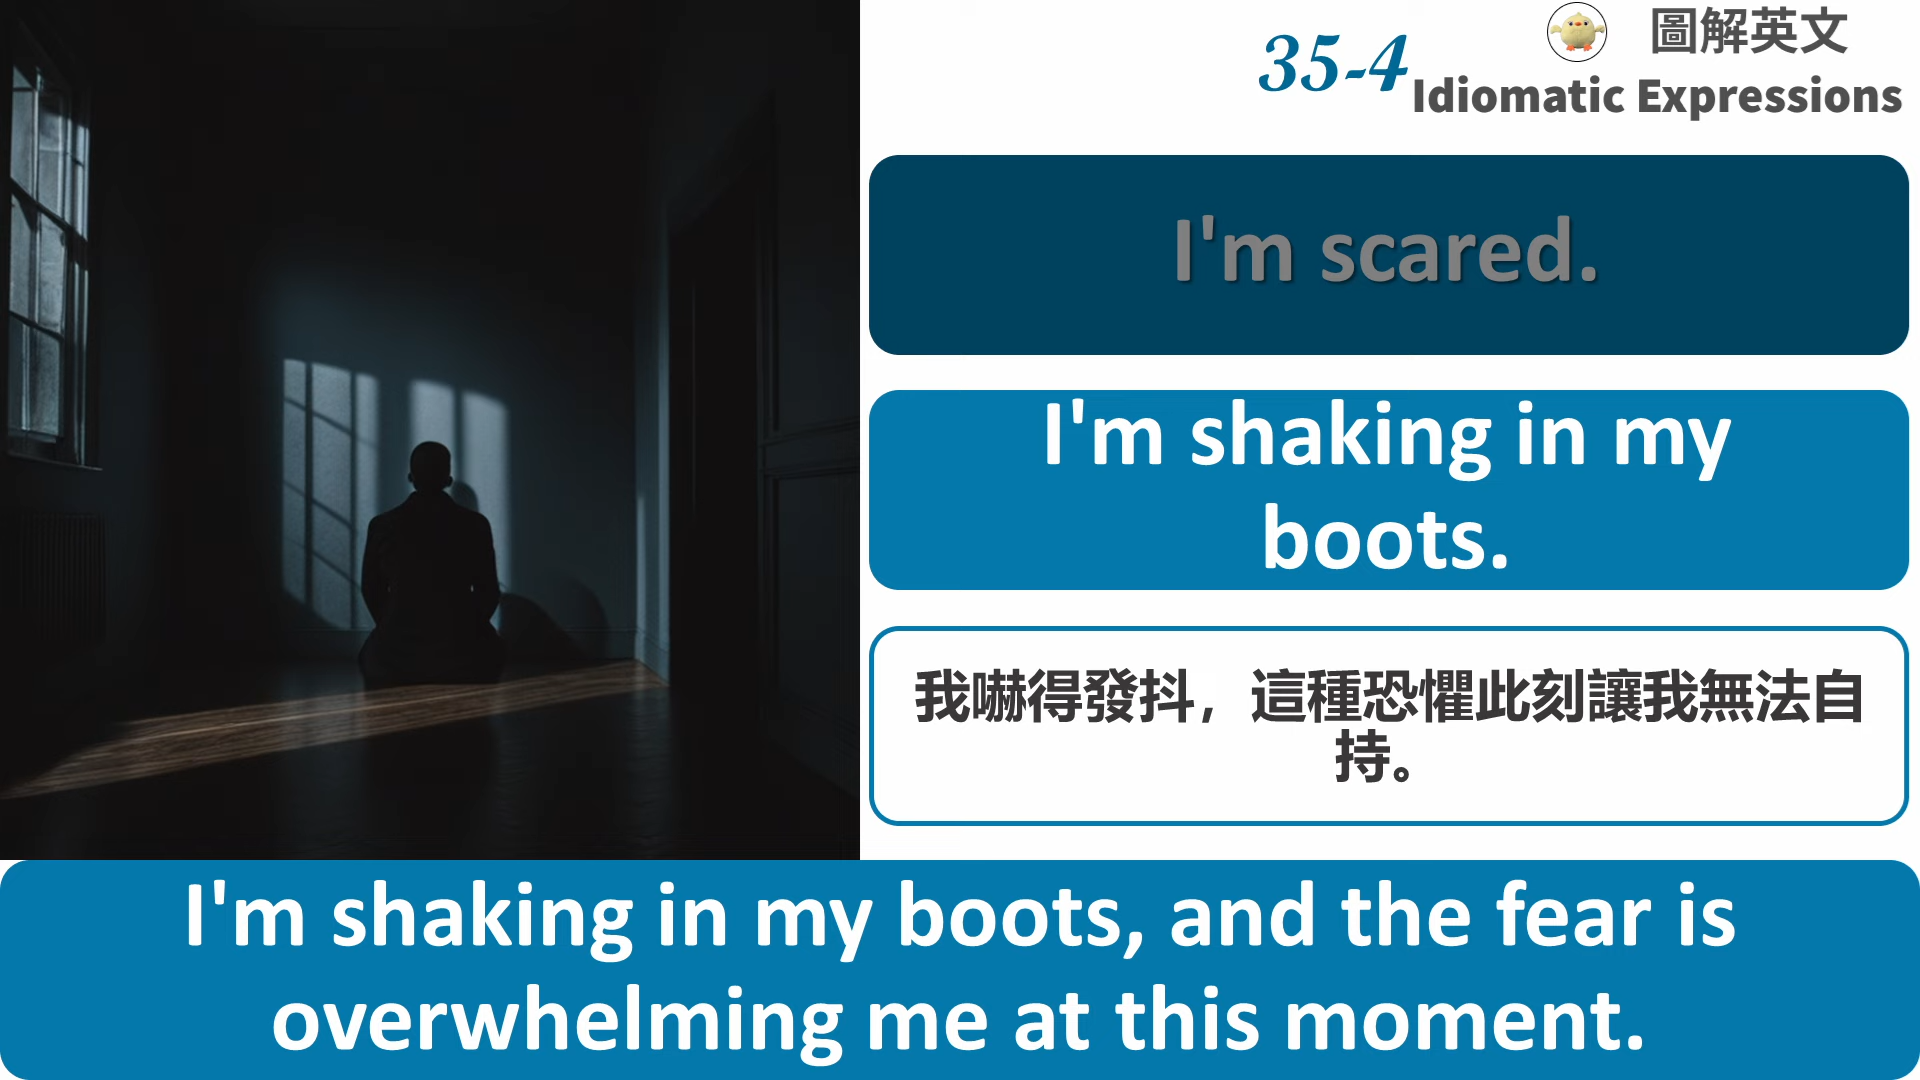 35-4
圖解英文
Idiomatic Expressions
I'm scared.
I'm shaking in my
boots.
我嚇得發抖，這種恐懼此刻讓我無法自
持。
I'm shaking in my boots, and the fear is
overwhelming me at this moment.